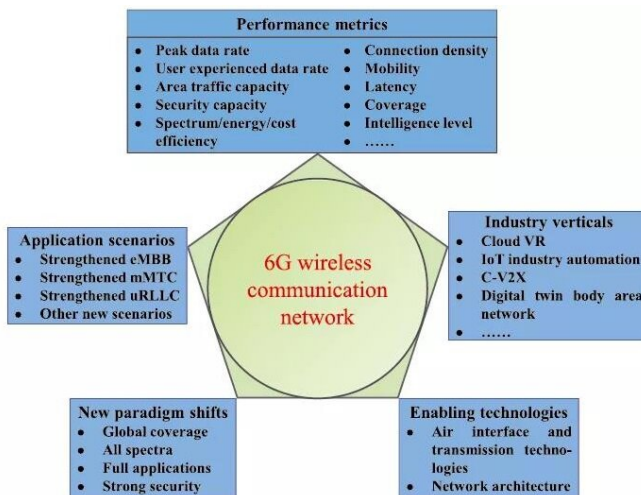 Performance metrics
• Peak data rate
• User experienced data rate
• Area traffic capacity
• Security capacity
• Spectrum/energy/cost
efficiency
• Connection density
• Mobility
• Latency
• Coverage
• Intelligence level
• ……
Application scenarios
• Strengthened eMBB
• Strengthened mMTC
• Strengthened uRLLC
• Other new scenarios
6G wireless
communication
network
Industry verticals
• Cloud VR
• IoT industry automation
• C-V2X
• Digital twin body area
network
• ……
New paradigm shifts
• Global coverage
• All spectra
• Full applications
• Strong security
Enabling technologies
• Air interface and
transmission techno-
logies
• Network architecture